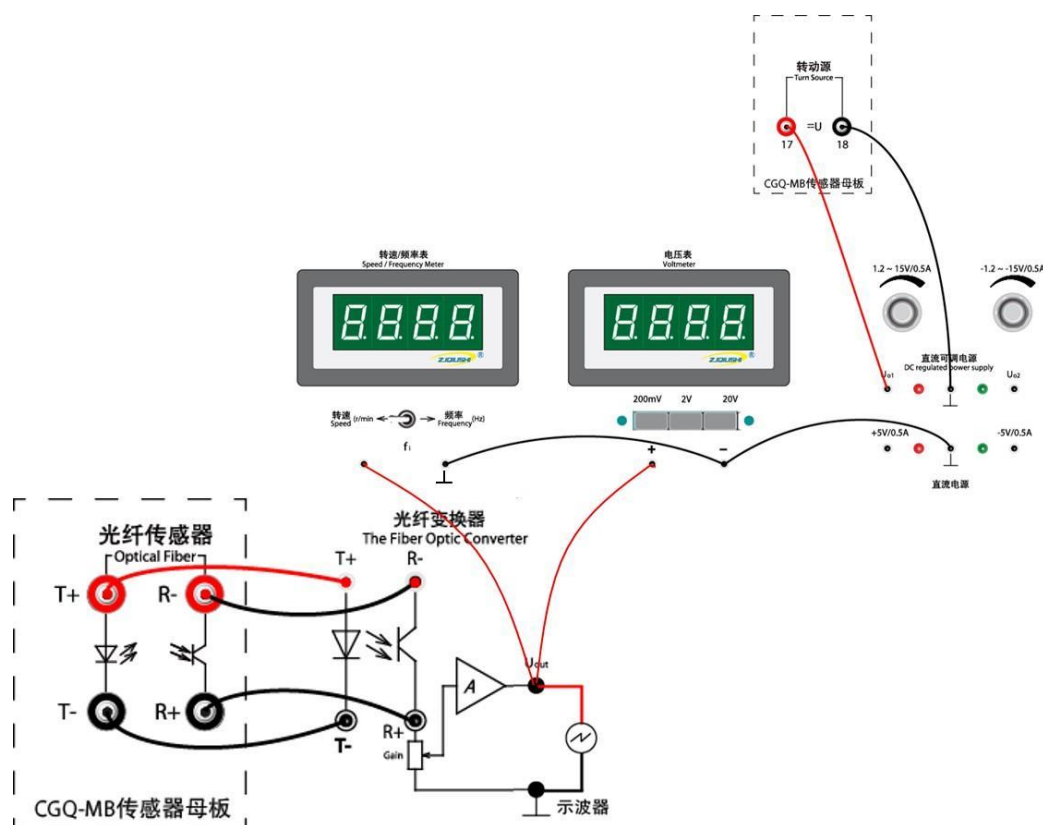 转动源
Turn Source
=U
17
18
CGQ-MB传感器母板
转速/频率表
Speed / Frequency Meter
8.8.8.8.
ZJQIUSHI®
电压表
Voltmeter
8.8.8.8.
ZJQIUSHI®
1.2 ~ 15V/0.5A
-1.2 ~ -15V/0.5A
直流可调电源
DC regulated power supply
Uo1
Uo2
200mV 2V 20V
转速 (r/min) 频率 (Hz)
Speed Frequency
fi
+5V/0.5A
-5V/0.5A
+
−
直流电源
光纤传感器
Optical Fiber
光纤变换器
The Fiber Optic Converter
T+
R-
T+
R-
Uout
A
T-
R+
T-
R+
Gain
示波器
CGQ-MB传感器母板